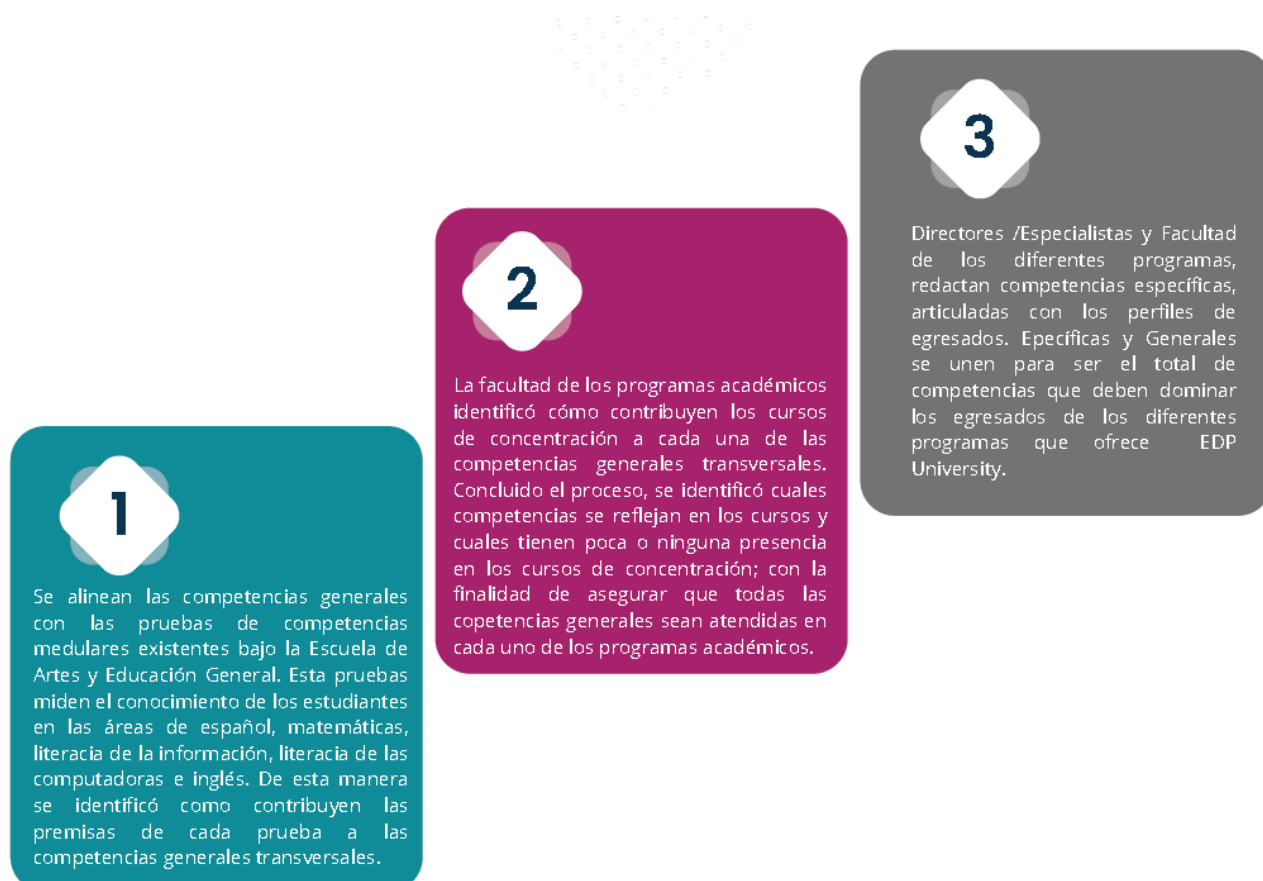 1
Se alinean las competencias generales
con las pruebas de competencias
medulares existentes bajo la Escuela de
Artes y Educación General. Esta pruebas
miden el conocimiento de los estudiantes
en las áreas de español, matemáticas,
literacia de la información, literacia de las
computadoras e inglés. De esta manera
se identificó como contribuyen las
premisas de cada prueba a las
competencias generales transversales.
2
La facultad de los programas académicos
identificó cómo contribuyen los cursos
de concentración a cada una de las
competencias generales transversales.
Concluido el proceso, se identificó cuales
competencias se reflejan en los cursos y
cuales tienen poca o ninguna presencia
en los cursos de concentración; con la
finalidad de asegurar que todas las
copetencias generales sean atendidas en
cada uno de los programas académicos.
3
Directores /Especialistas y Facultad
de los diferentes programas,
redactan competencias específicas,
articuladas con los perfiles de
egresados. Epecíficas y Generales
se unen para ser el total de
competencias que deben dominar
los egresados de los diferentes
programas que ofrece EDP
University.